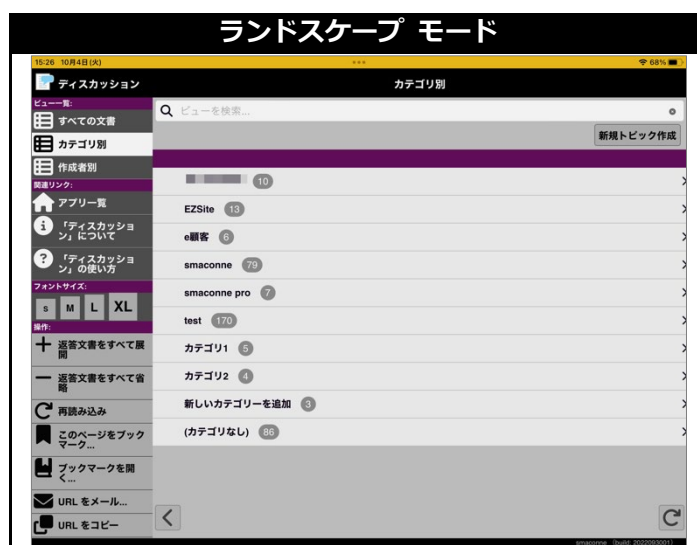 ランドスケープ モード
15:26 10月4日(火)
68%
ディスカッション
カテゴリ別
ビュー一覧:
すべての文書
カテゴリ別
作成者別
関連リンク:
アプリ一覧
「ディスカッショ
ン」について
「ディスカッショ
ン」の使い方
フォントサイズ:
S M L XL
操作:
返答文書をすべて展
開
返答文書をすべて省
略
再読み込み
このページをブック
マーク...
ブックマークを開
く...
URL をメール...
URL をコピー
ビューを検索...
新規トピック作成
10
EZSite 13
e顧客 6
smaconne 79
smaconne pro 7
test 170
カテゴリ1 5
カテゴリ2 4
新しいカテゴリーを追加 3
(カテゴリなし) 86
smaconne (build: 2022093001)